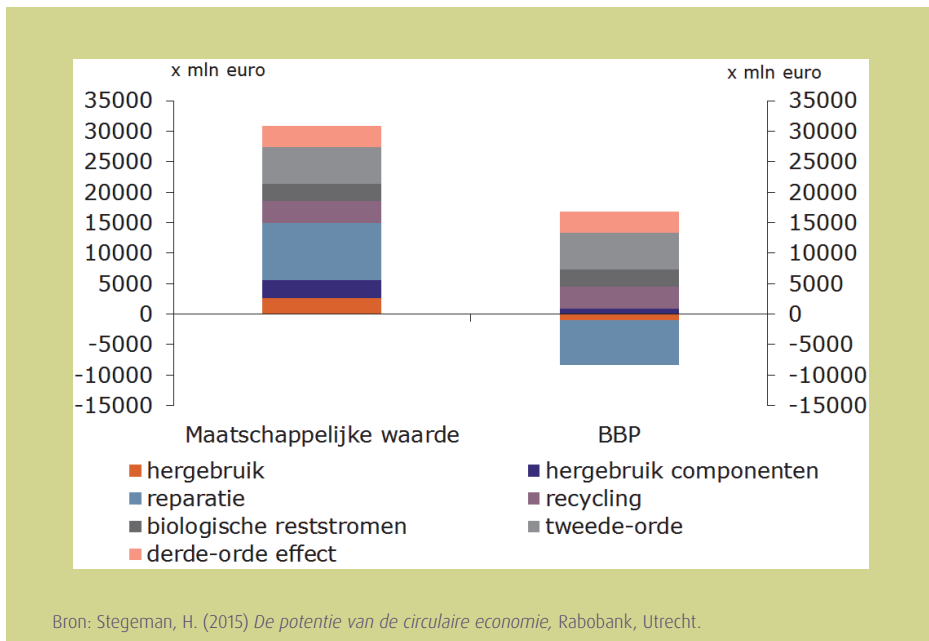 x mln euro
x mln euro
35000
35000
30000
30000
25000
25000
20000
20000
15000
15000
10000
10000
5000
5000
0
0
-5000
-5000
-10000
-10000
-15000
-15000
Maatschappelijke waarde
BBP
hergebruik
hergebruik componenten
reparatie
recycling
biologische reststromen
tweede-orde
derde-orde effect
Bron: Stegeman, H. (2015) De potentie van de circulaire economie, Rabobank, Utrecht.